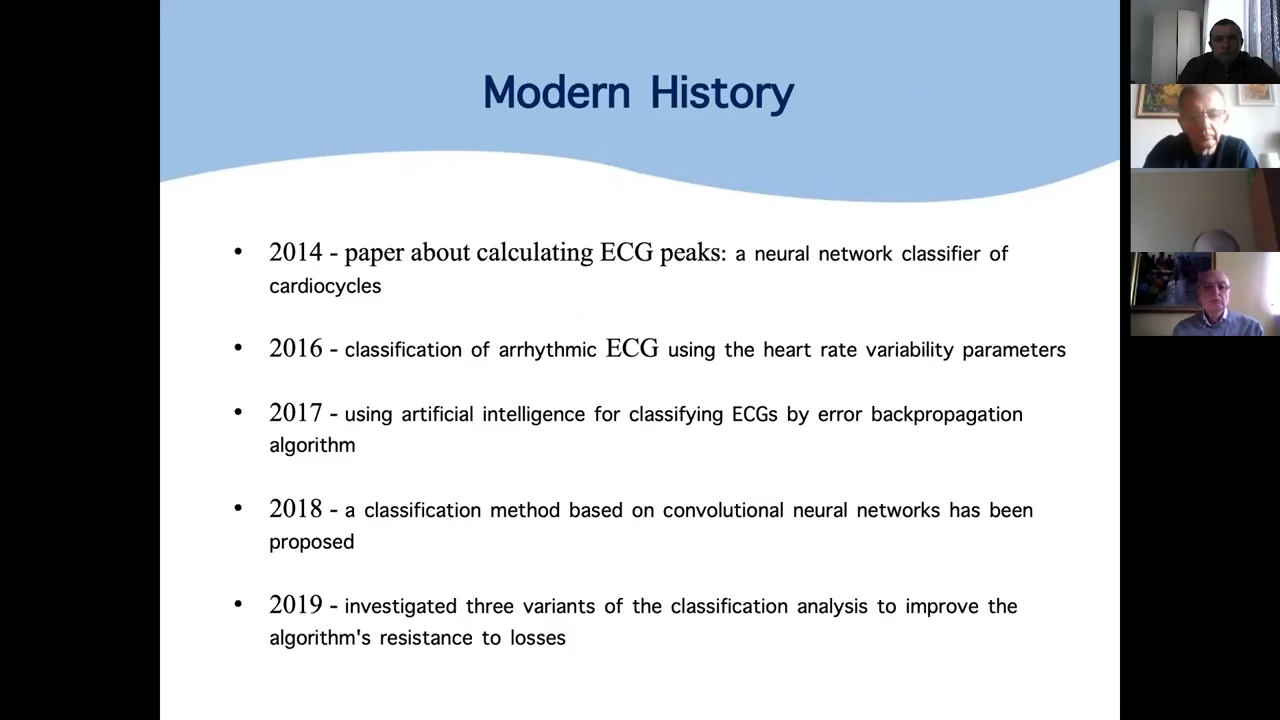 Modern History
• 2014 - paper about calculating ECG peaks: a neural network classifier of
cardiocycles
• 2016 - classification of arrhythmic ECG using the heart rate variability parameters
• 2017 - using artificial intelligence for classifying ECGs by error backpropagation
algorithm
• 2018 - a classification method based on convolutional neural networks has been
proposed
• 2019 - investigated three variants of the classification analysis to improve the
algorithm's resistance to losses